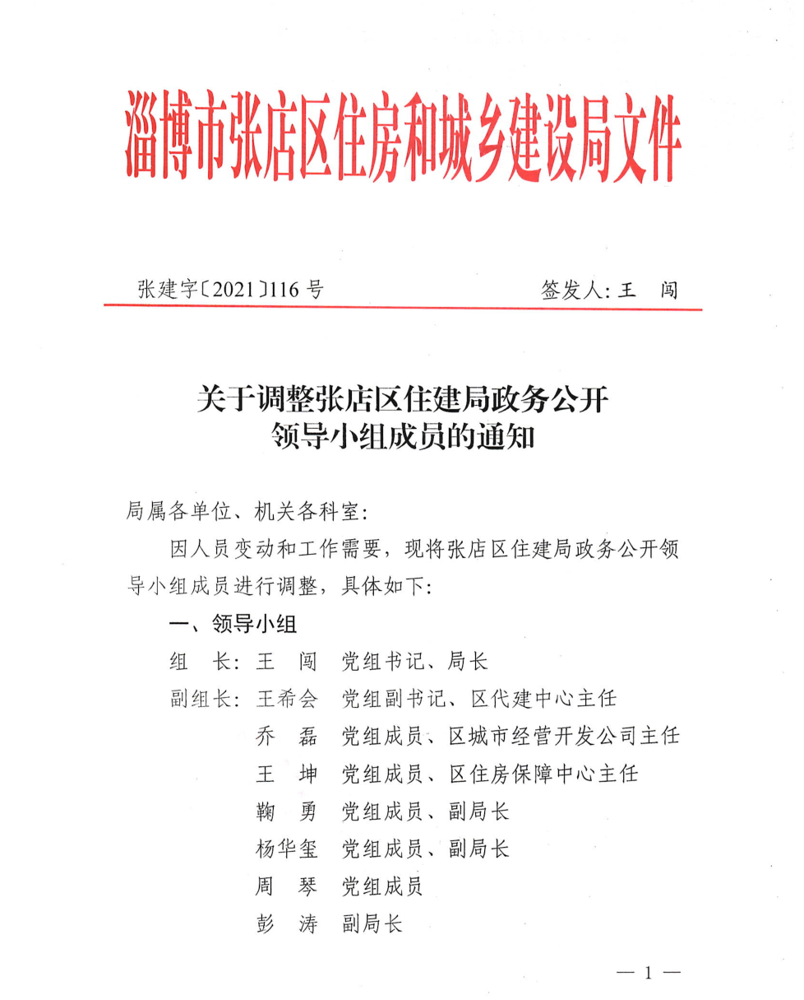 淄博市张店区住房和城乡建设局文件
张建字〔2021〕116 号 签发人：王 闯
关于调整张店区住建局政务公开
领导小组成员的通知
局属各单位、机关各科室：
因人员变动和工作需要，现将张店区住建局政务公开领
导小组成员进行调整，具体如下：
一、领导小组
组 长：王 闯 党组书记、局长
副组长：王希会 党组副书记、区代建中心主任
乔 磊 党组成员、区城市经营开发公司主任
王 坤 党组成员、区住房保障中心主任
鞠 勇 党组成员、副局长
杨华玺 党组成员、副局长
周 琴 党组成员
彭 涛 副局长
— 1 —